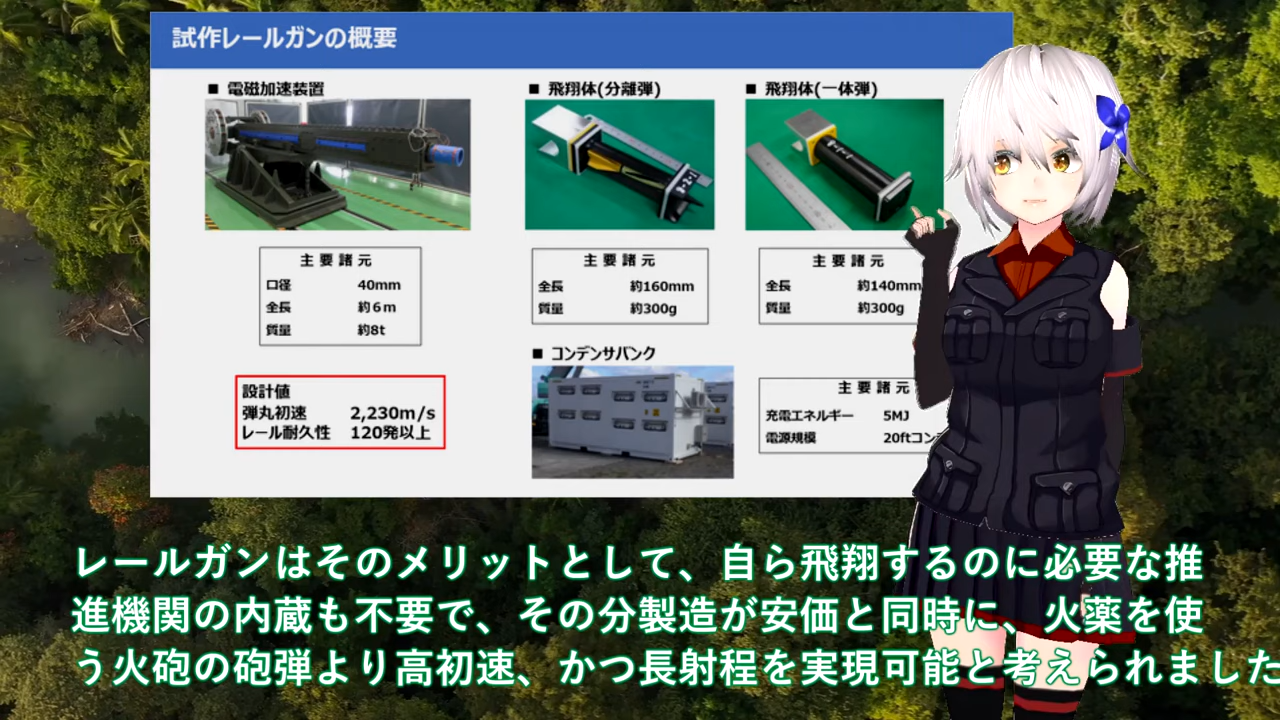 試作レールガンの概要
■ 電磁加速装置
■ 飛翔体(分離弾)
■ 飛翔体(一体弾)
主要諸元
口径 40mm
全長 約6m
質量 約8t
主要諸元
全長 約160mm
質量 約300g
主要諸元
全長 約140mm
質量 約300g
設計値
弾丸初速 2,230m/s
レール耐久性 120発以上
■ コンデンサバンク
主要諸元
充電エネルギー 5MJ
電源規模 20ftコン
レールガンはそのメリットとして、自ら飛翔するのに必要な推
進機関の内蔵も不要で、その分製造が安価と同時に、火薬を使
う火砲の砲弾より高初速、かつ長射程を実現可能と考えられました